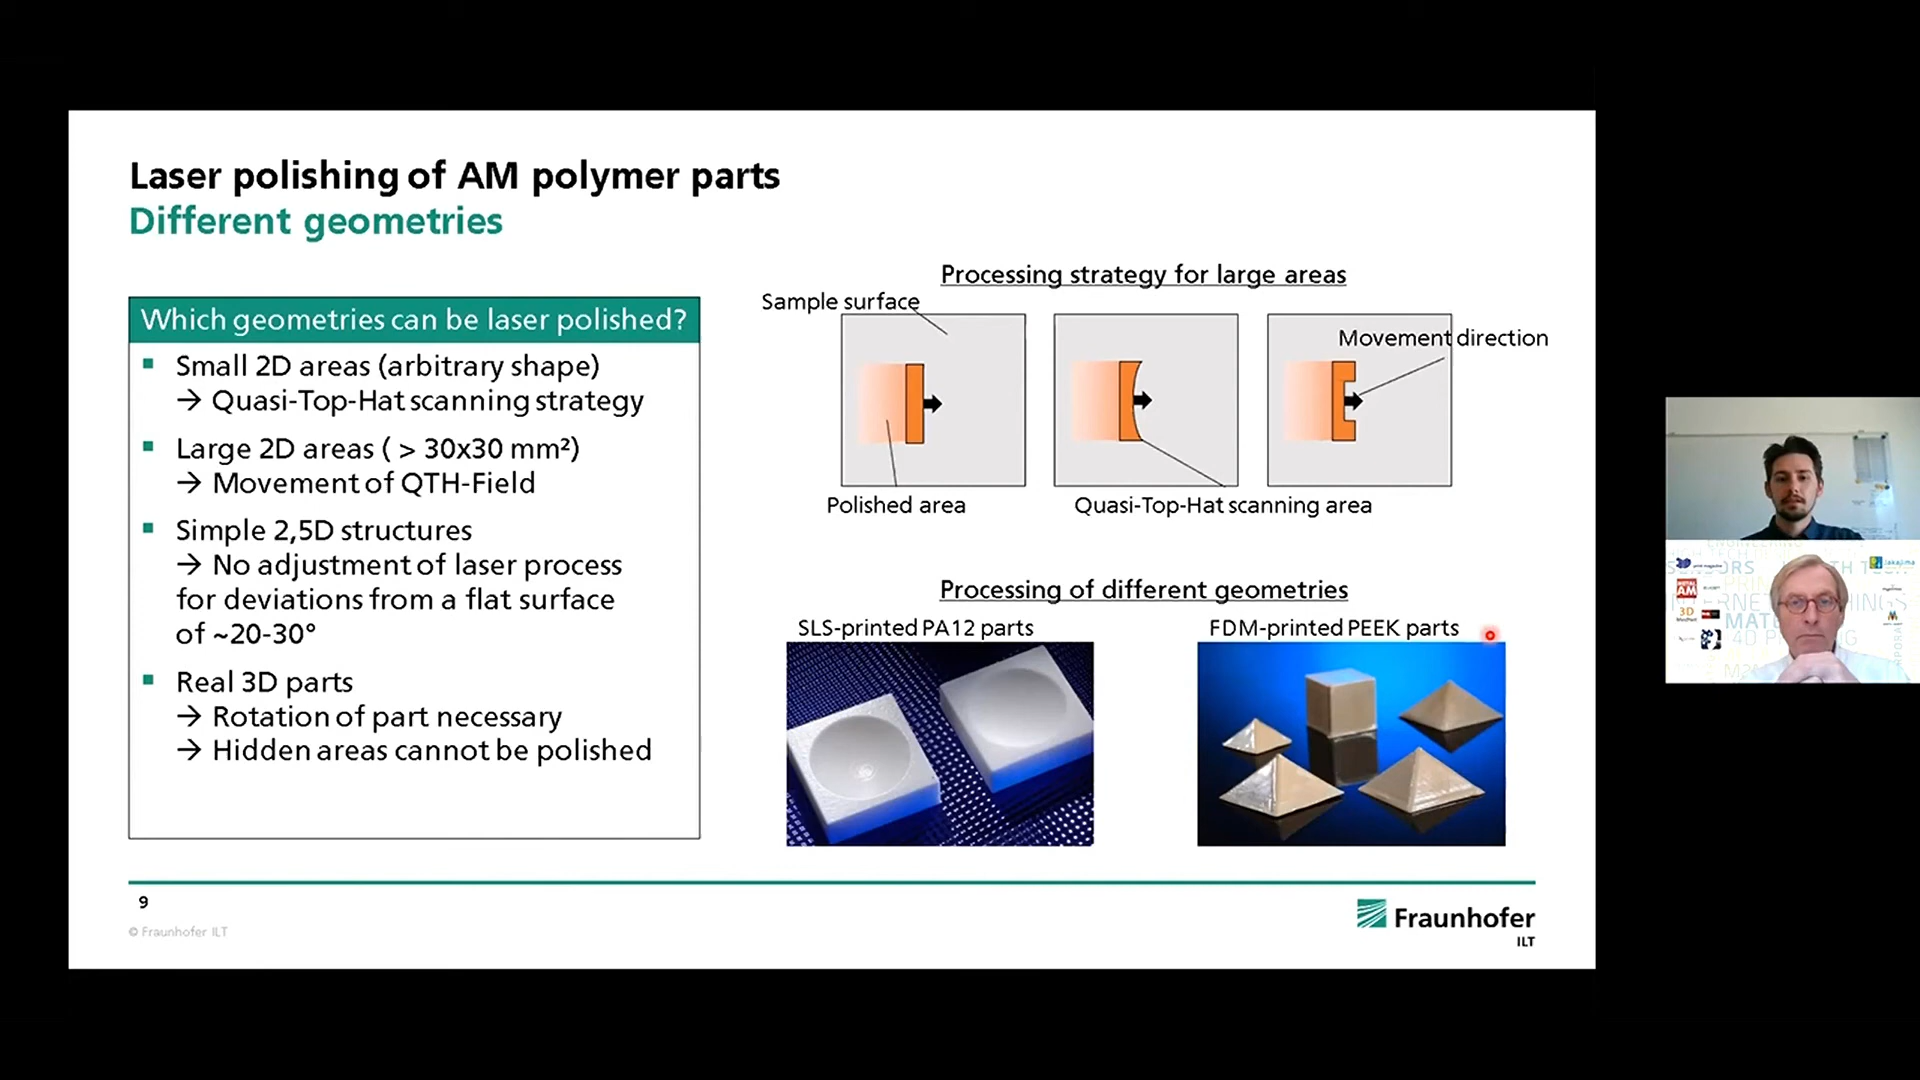 Laser polishing of AM polymer parts
Different geometries
Which geometries can be laser polished?
▪ Small 2D areas (arbitrary shape)
→ Quasi-Top-Hat scanning strategy
▪ Large 2D areas ( > 30x30 mm²)
→ Movement of QTH-Field
▪ Simple 2,5D structures
→ No adjustment of laser process
for deviations from a flat surface
of ~20-30°
▪ Real 3D parts
→ Rotation of part necessary
→ Hidden areas cannot be polished
Processing strategy for large areas
Sample surface
Movement direction
Polished area
Quasi-Top-Hat scanning area
Processing of different geometries
SLS-printed PA12 parts
FDM-printed PEEK parts
9
© Fraunhofer ILT
Fraunhofer
ILT
Jakajima
METAL
AM
3D
4D